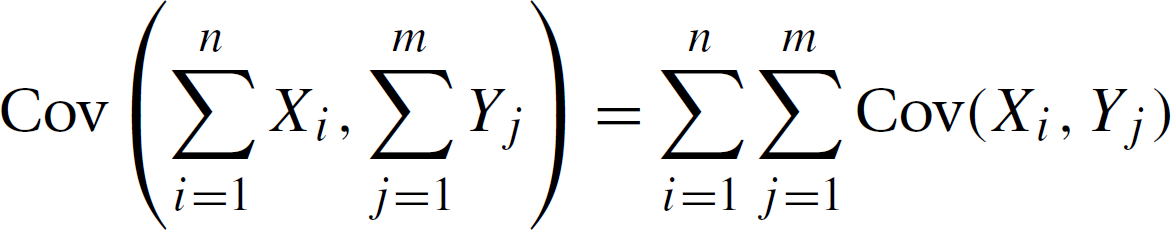 Cov(∑_{i=1}^{n} X_i, ∑_{j=1}^{m} Y_j) = ∑_{i=1}^{n} ∑_{j=1}^{m} Cov(X_i, Y_j)